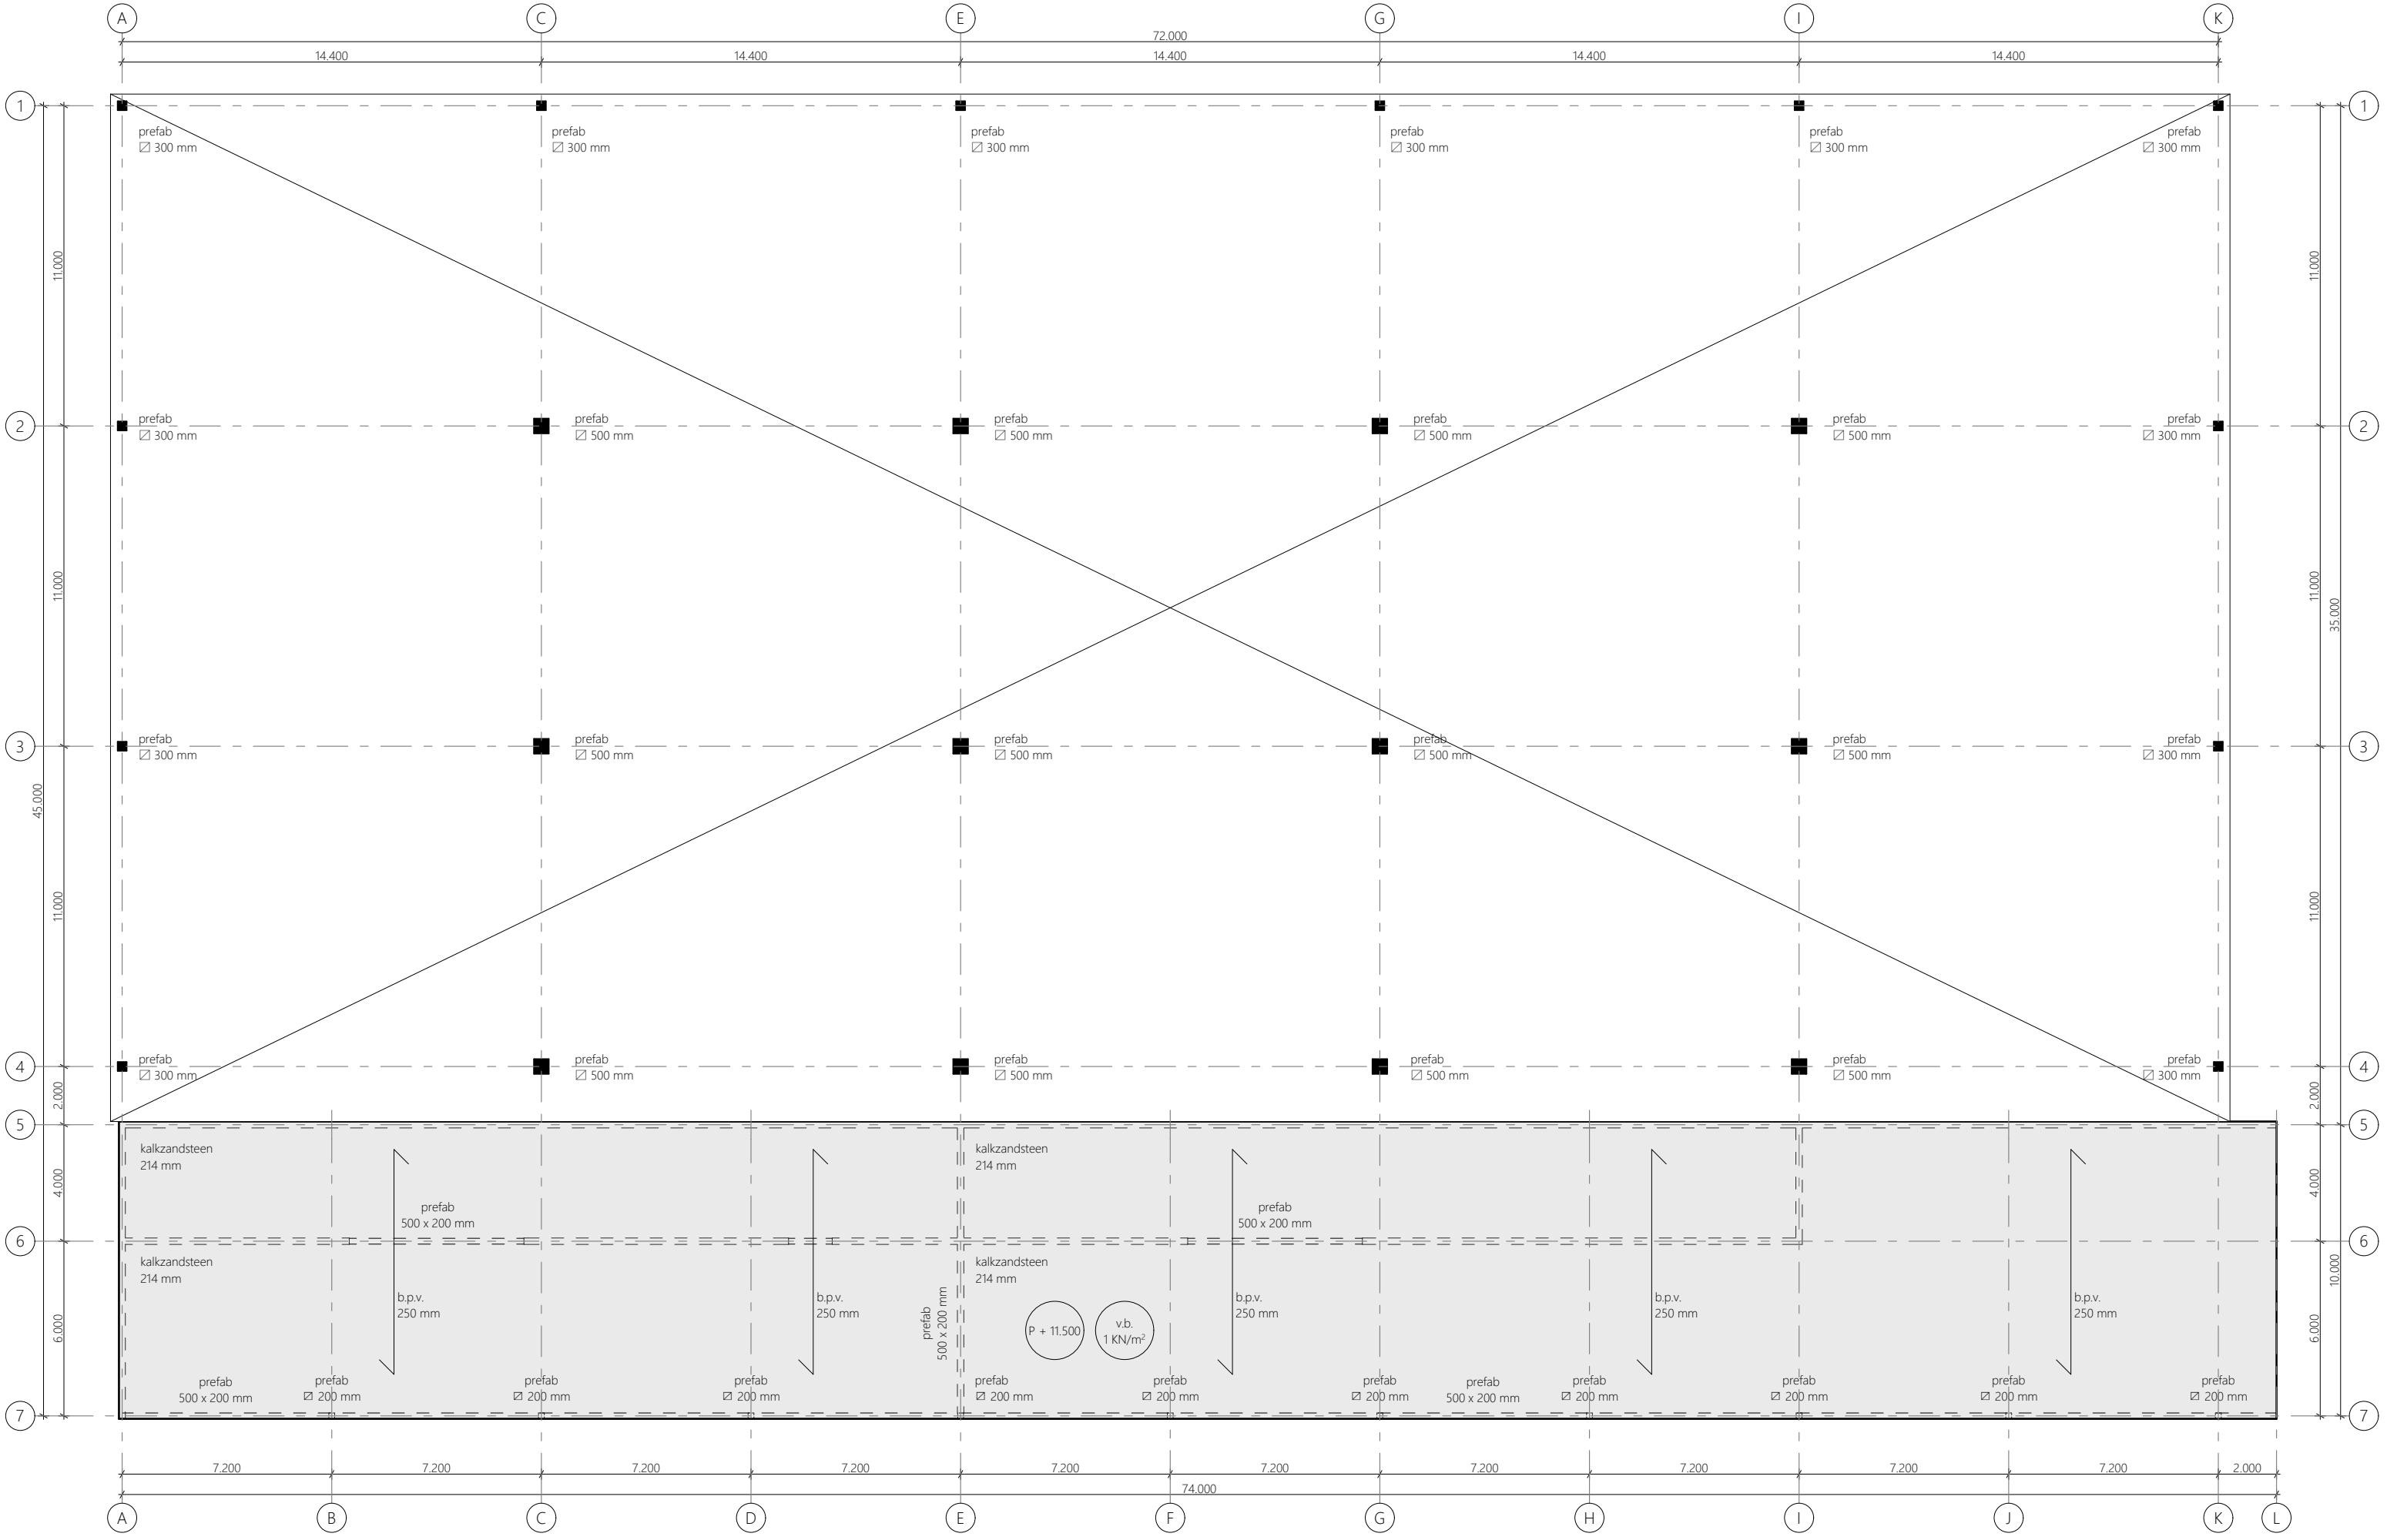 A C E G I K
72.000
14.400 14.400 14.400 14.400 14.400
1 1
prefab prefab prefab prefab prefab prefab
300 mm 300 mm 300 mm 300 mm 300 mm 300 mm
11.000 11.000
2 2
prefab prefab prefab prefab prefab prefab
300 mm 500 mm 500 mm 500 mm 500 mm 300 mm
11.000 11.000
35.000
3 3
prefab prefab prefab prefab prefab prefab
300 mm 500 mm 500 mm 500 mm 500 mm 300 mm
45.000
11.000 11.000
4 4
prefab prefab prefab prefab prefab prefab
300 mm 500 mm 500 mm 500 mm 500 mm 300 mm
2.000 2.000
5 5
kalkzandsteen kalkzandsteen
214 mm 214 mm
4.000 4.000
prefab prefab
500 x 200 mm 500 x 200 mm
6 6
kalkzandsteen kalkzandsteen
214 mm 214 mm
10.000
b.p.v. b.p.v. b.p.v. b.p.v. b.p.v.
250 mm 250 mm 250 mm 250 mm 250 mm
prefab
500 x 200 mm
P + 11.500
v.b.
1 KN/m²
6.000 6.000
prefab prefab prefab prefab prefab prefab prefab prefab prefab prefab prefab prefab
500 x 200 mm 200 mm 200 mm 200 mm 200 mm 200 mm 200 mm 500 x 200 mm 200 mm 200 mm 200 mm 200 mm
7 7
7.200 7.200 7.200 7.200 7.200 7.200 7.200 7.200 7.200 7.200 2.000
74.000
A B C D E F G H I J K L